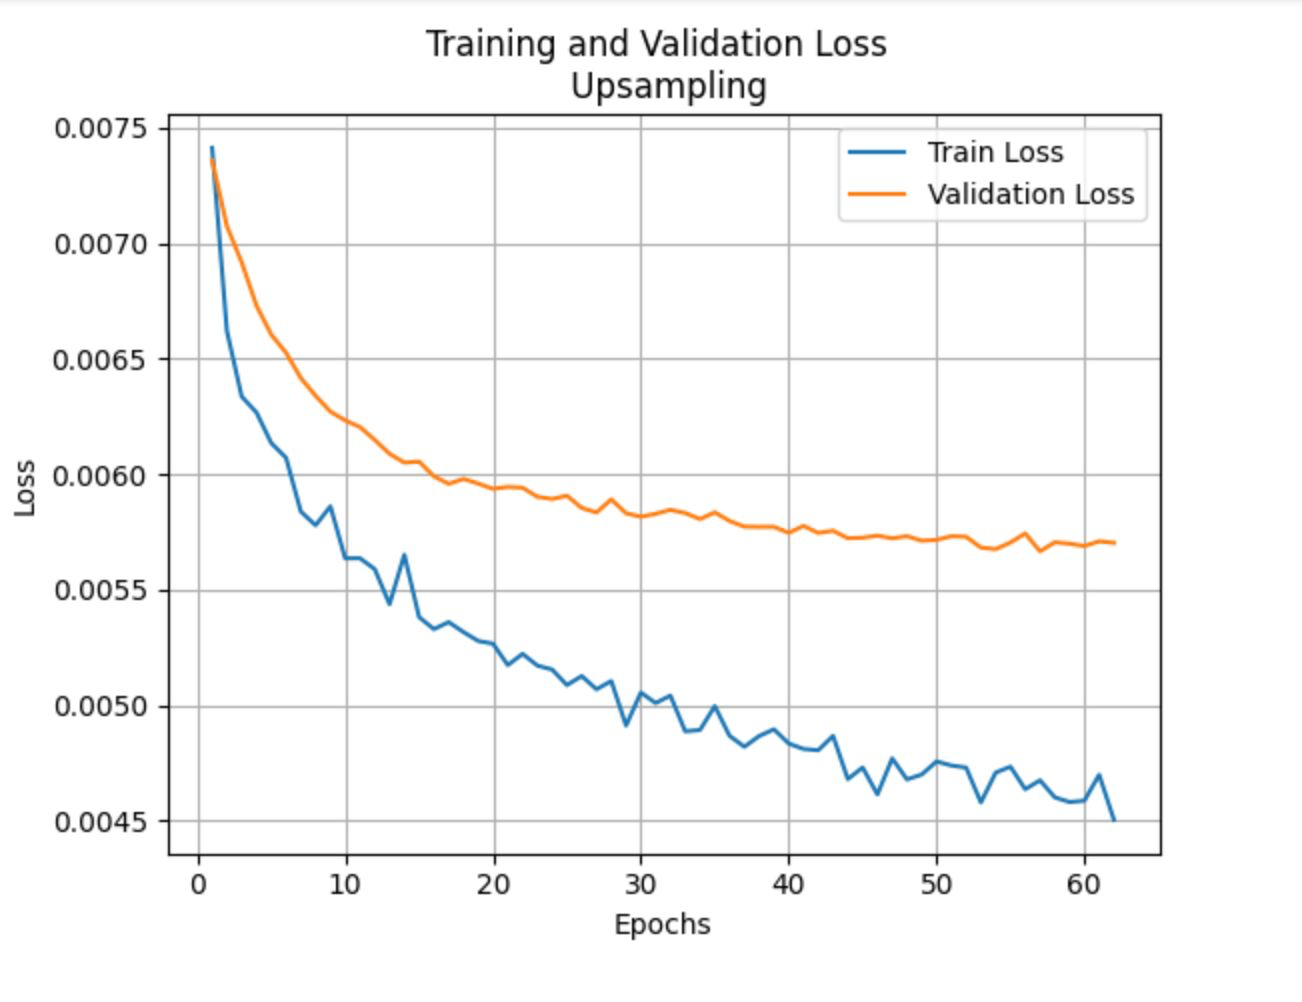 Training and Validation Loss
Upsampling
Train Loss
Validation Loss
0.0075
0.0070
0.0065
0.0060
0.0055
0.0050
0.0045
Loss
0 10 20 30 40 50 60
Epochs